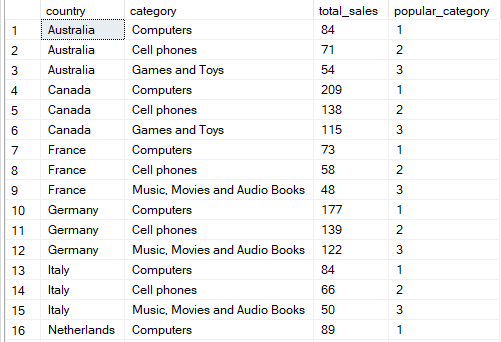 country category total_sales popular_category
1 Australia Computers 84 1
2 Australia Cell phones 71 2
3 Australia Games and Toys 54 3
4 Canada Computers 209 1
5 Canada Cell phones 138 2
6 Canada Games and Toys 115 3
7 France Computers 73 1
8 France Cell phones 58 2
9 France Music, Movies and Audio Books 48 3
10 Germany Computers 177 1
11 Germany Cell phones 139 2
12 Germany Music, Movies and Audio Books 122 3
13 Italy Computers 84 1
14 Italy Cell phones 66 2
15 Italy Music, Movies and Audio Books 50 3
16 Netherlands Computers 89 1